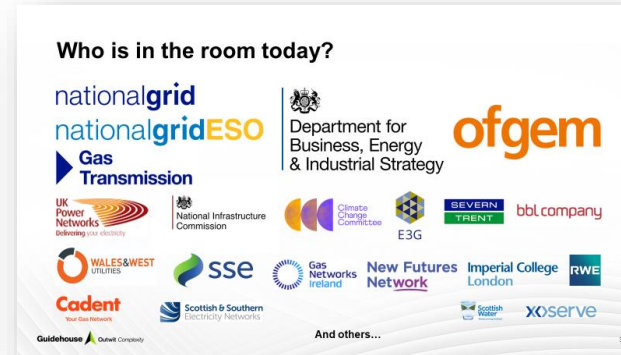 Who is in the room today?
nationalgrid
nationalgridESO
Gas
Transmission
Department for
Business, Energy
& Industrial Strategy
ofgem
UK
Power
Networks
Delivering your electricity
National Infrastructure
Commission
Climate
Change
Committee
E3G
SEVERN
TRENT
bbl company
WALES&WEST
UTILITIES
sse
Gas
Networks
Ireland
New Futures
Network
Imperial College
London
RWE
Cadent
Your Gas Network
Scottish & Southern
Electricity Networks
Scottish
Water
xoserve
Guidehouse
Outwit Complexity
And others...